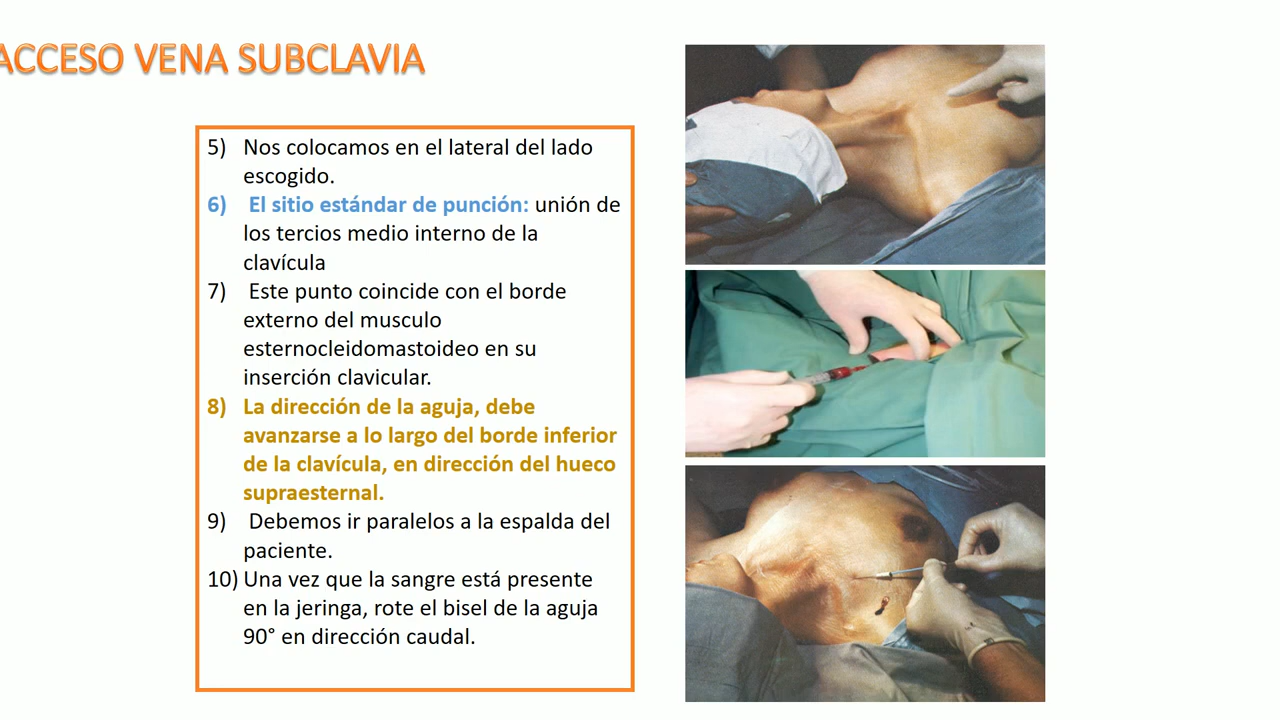 ACCESO VENA SUBCLAVIA
5) Nos colocamos en el lateral del lado
escogido.
6) El sitio estándar de punción: unión de
los tercios medio interno de la
clavícula
7) Este punto coincide con el borde
externo del musculo
esternocleidomastoideo en su
inserción clavicular.
8) La dirección de la aguja, debe
avanzarse a lo largo del borde inferior
de la clavícula, en dirección del hueco
supraesternal.
9) Debemos ir paralelos a la espalda del
paciente.
10) Una vez que la sangre está presente
en la jeringa, rote el bisel de la aguja
90° en dirección caudal.